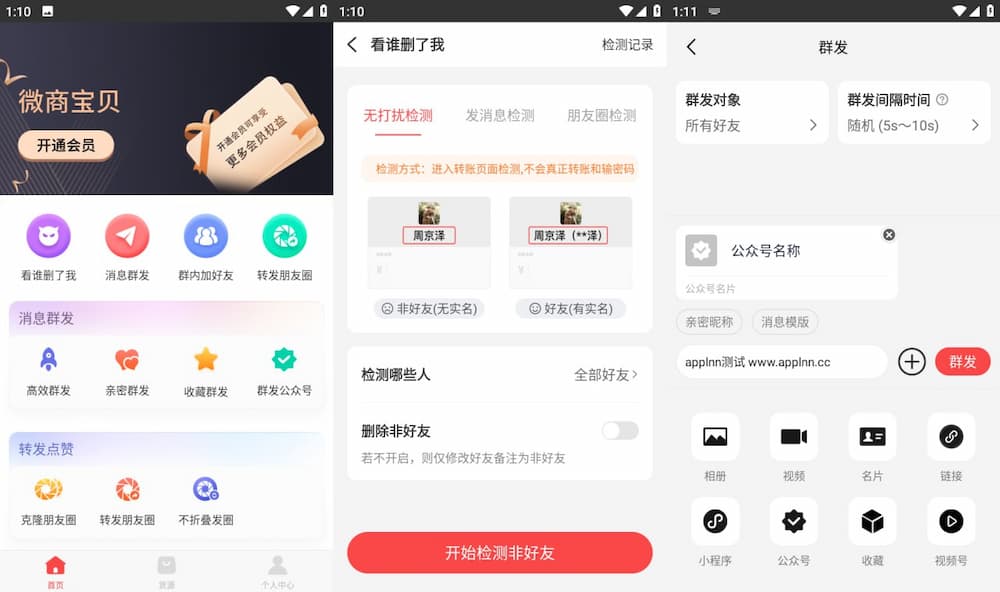 1:10
微商宝贝
开通会员
开通会员可享受
更多会员权益
看谁删了我
消息群发
群内加好友
转发朋友圈
消息群发
高效群发
亲密群发
收藏群发
群发公众号
转发点赞
克隆朋友圈
转发朋友圈
不折叠发圈
首页
货源
个人中心
1:10
看谁删了我
检测记录
无打扰检测
发消息检测
朋友圈检测
检测方式：进入转账页面检测,不会真正转账和输密码
周京泽
周京泽（**泽）
¥
¥
非好友(无实名)
好友(有实名)
检测哪些人
全部好友
删除非好友
若不开启，则仅修改好友备注为非好友
开始检测非好友
1:11
群发
群发对象
所有好友
群发间隔时间
随机 (5s～10s)
公众号名称
公众号名片
亲密昵称
消息模版
applnn测试 www.applnn.cc
群发
相册
视频
名片
链接
小程序
公众号
收藏
视频号